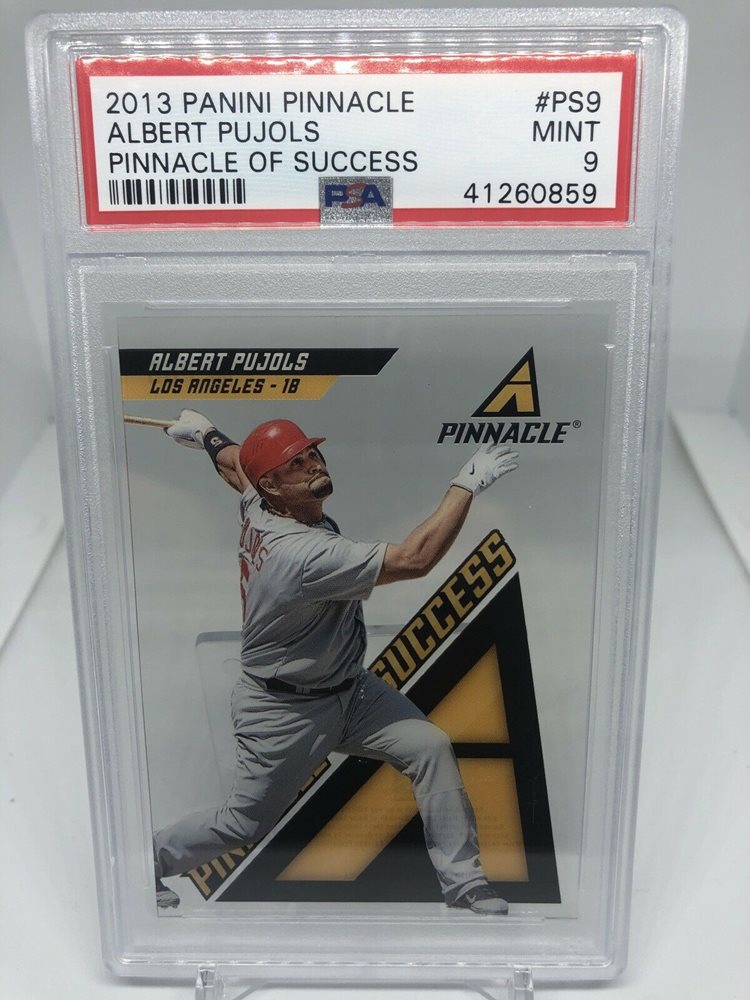 2013 PANINI PINNACLE #PS9
ALBERT PUJOLS MINT
PINNACLE OF SUCCESS 9
PSA 41260859
ALBERT PUJOLS
LOS ANGELES - 1B
PINNACLE®
SUCCESS